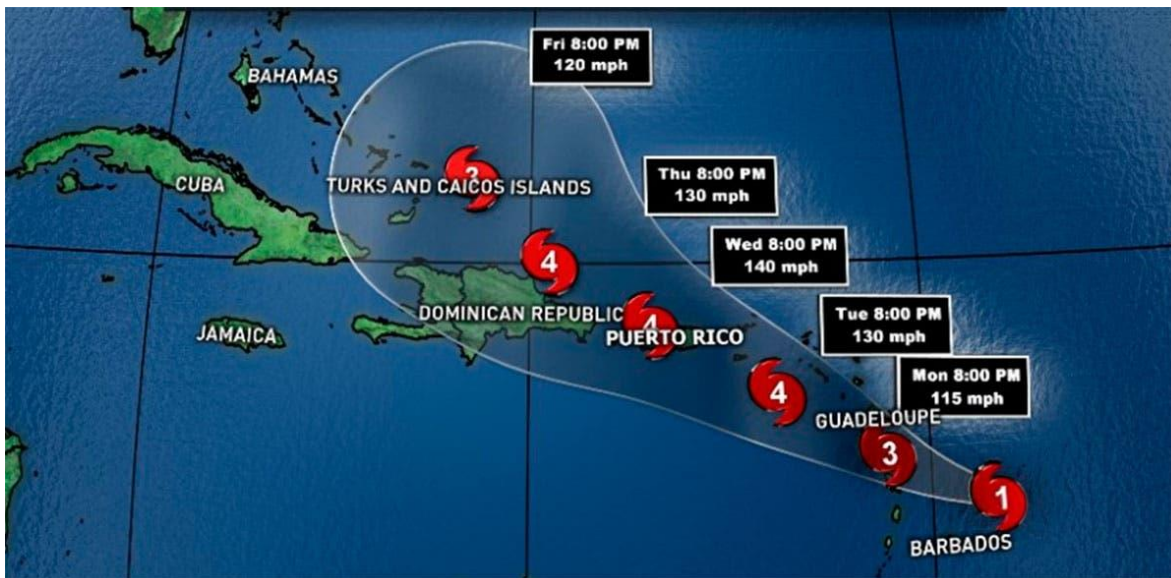 Fri 8:00 PM
120 mph
BAHAMAS
Thu 8:00 PM
130 mph
CUBA
3
TURKS AND CAICOS ISLANDS
Wed 8:00 PM
140 mph
4
DOMINICAN REPUBLIC
Tue 8:00 PM
130 mph
4
PUERTO RICO
JAMAICA
Mon 8:00 PM
115 mph
4
GUADELOUPE
3
1
BARBADOS